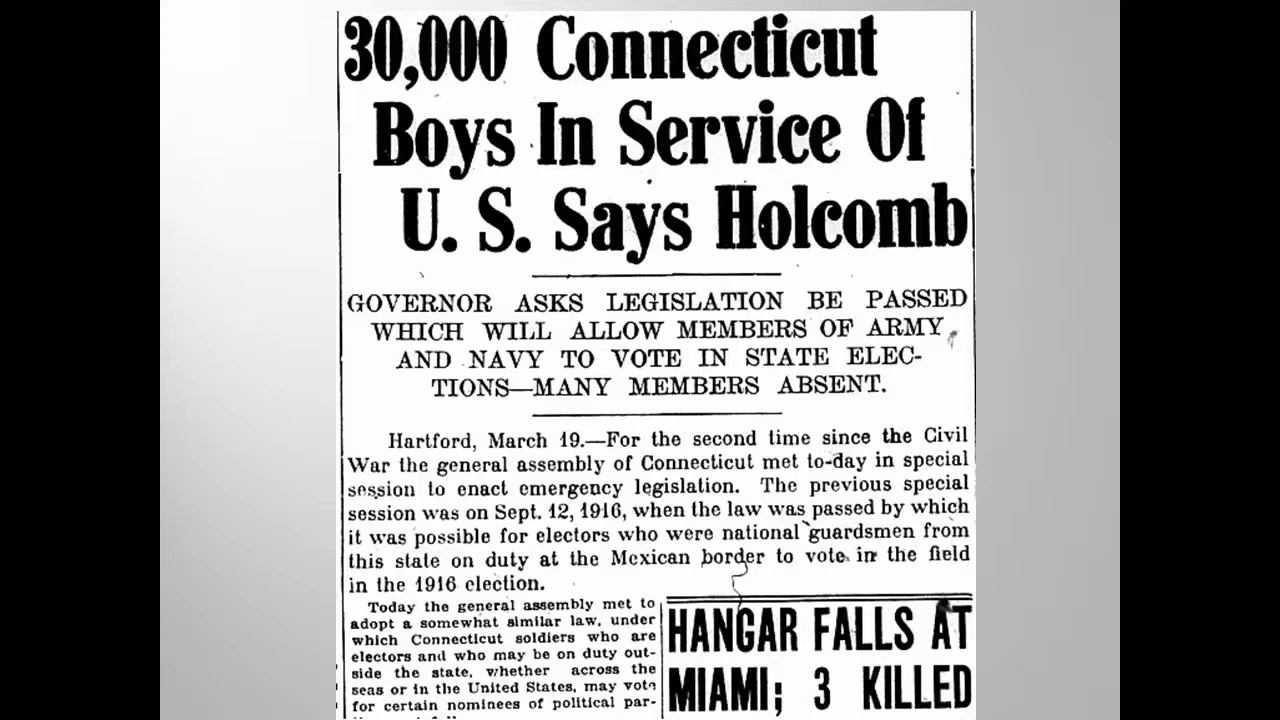 30,000 Connecticut
Boys In Service Of
U. S. Says Holcomb
GOVERNOR ASKS LEGISLATION BE PASSED
WHICH WILL ALLOW MEMBERS OF ARMY
AND NAVY TO VOTE IN STATE ELEC-
TIONS—MANY MEMBERS ABSENT.
Hartford, March 19.—For the second time since the Civil
War the general assembly of Connecticut met to-day in special
session to enact emergency legislation. The previous special
session was on Sept. 12, 1916, when the law was passed by which
it was possible for electors who were national guardsmen from
this state on duty at the Mexican border to vote in the field
in the 1916 election.
Today the general assembly met to
adopt a somewhat similar law, under
which Connecticut soldiers who are
electors and who may be on duty out-
side the state, whether across the
seas or in the United States, may vote
for certain nominees of political par-
HANGAR FALLS AT
MIAMI; 3 KILLED